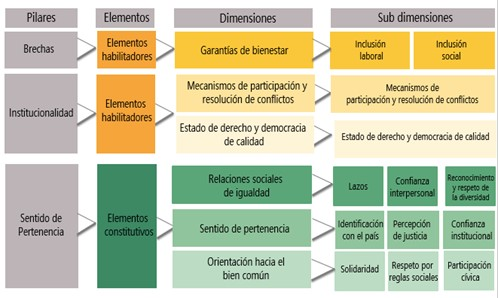 Pilares
Elementos
Dimensiones
Sub dimensiones
Brechas
Elementos
habilitadores
Garantías de bienestar
Inclusión
laboral
Inclusión
social
Institucionalidad
Elementos
habilitadores
Mecanismos de participación y
resolución de conflictos
Mecanismos de
participación y resolución de conflictos
Estado de derecho y democracia
de calidad
Estado de derecho y democracia de calidad
Sentido de
Pertenencia
Elementos
constitutivos
Relaciones sociales
de igualdad
Lazos
Confianza
interpersonal
Reconocimiento
y respeto de
la diversidad
Sentido de pertenencia
Identificación
con el país
Percepción
de justicia
Confianza
institucional
Orientación hacia el
bien común
Solidaridad
Respeto por
reglas sociales
Participación
cívica